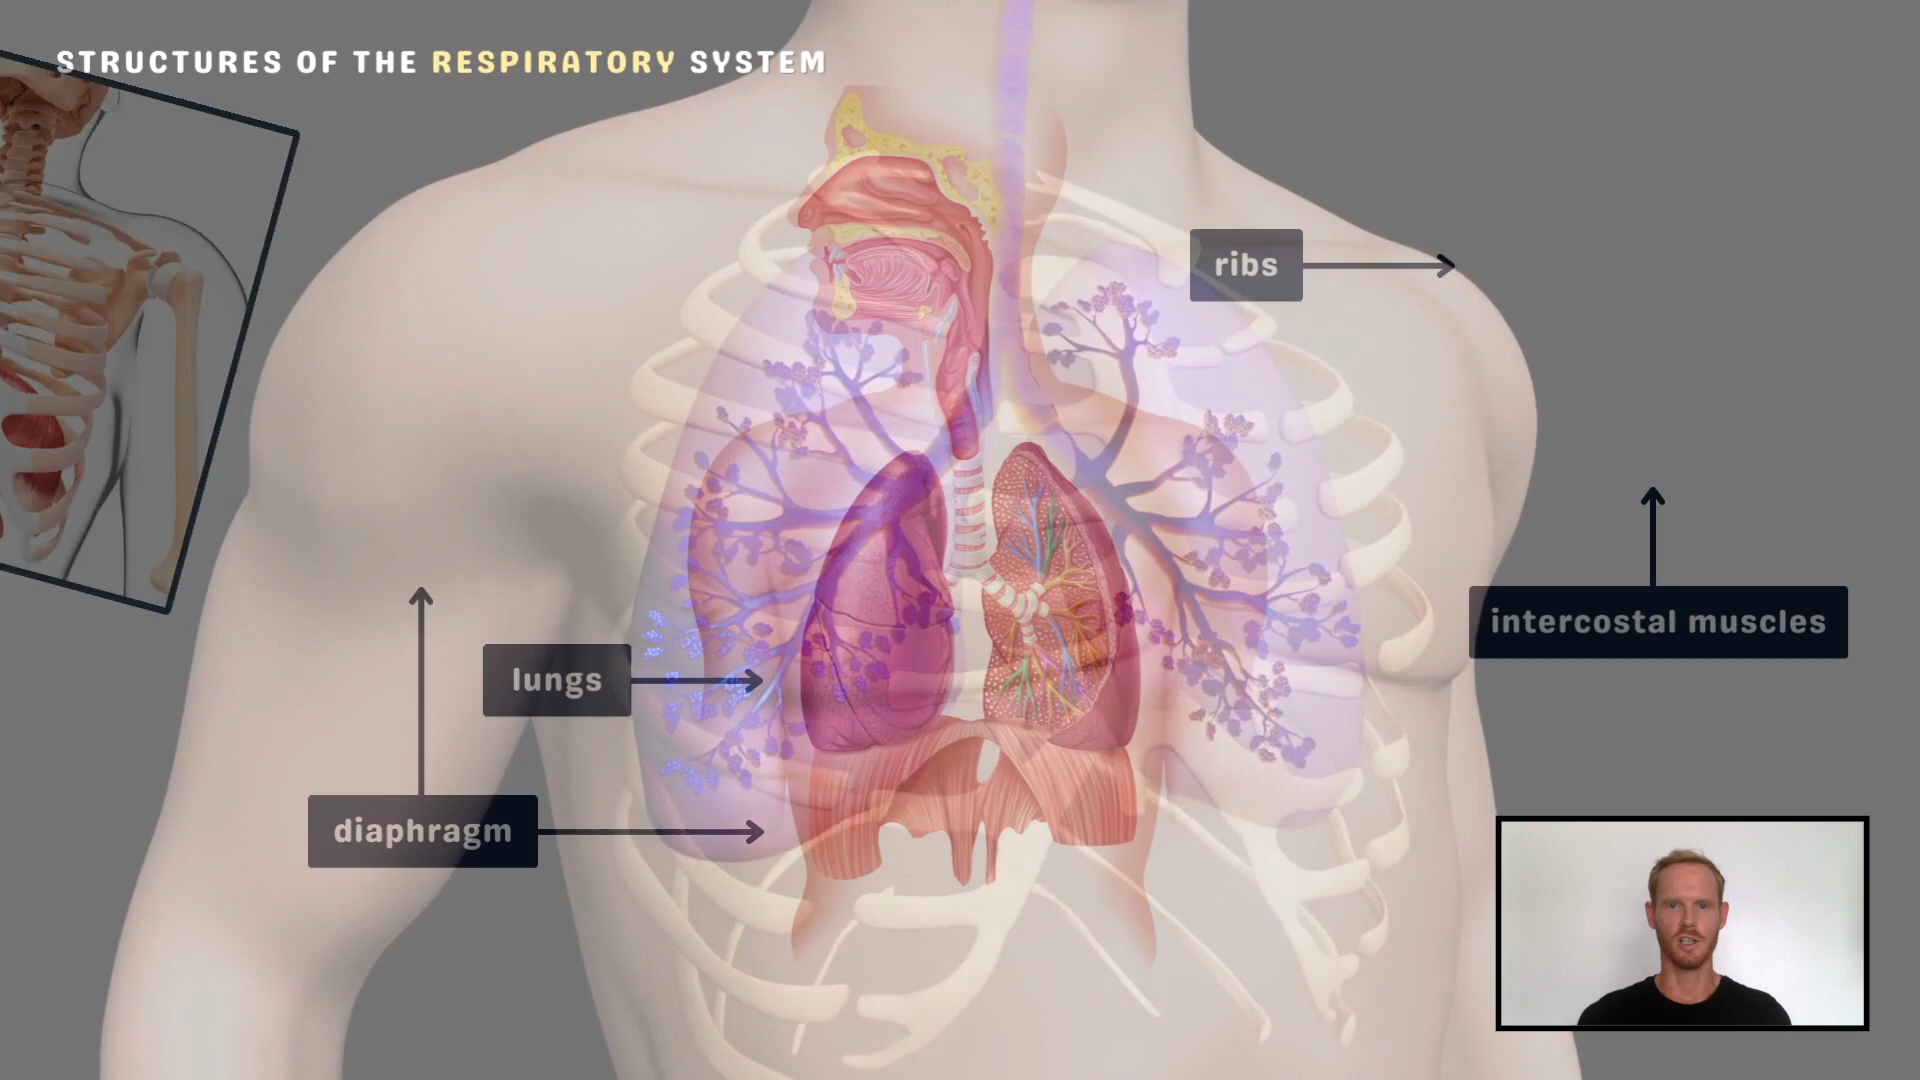 STRUCTURES OF THE RESPIRATORY SYSTEM
ribs
intercostal muscles
lungs
diaphragm